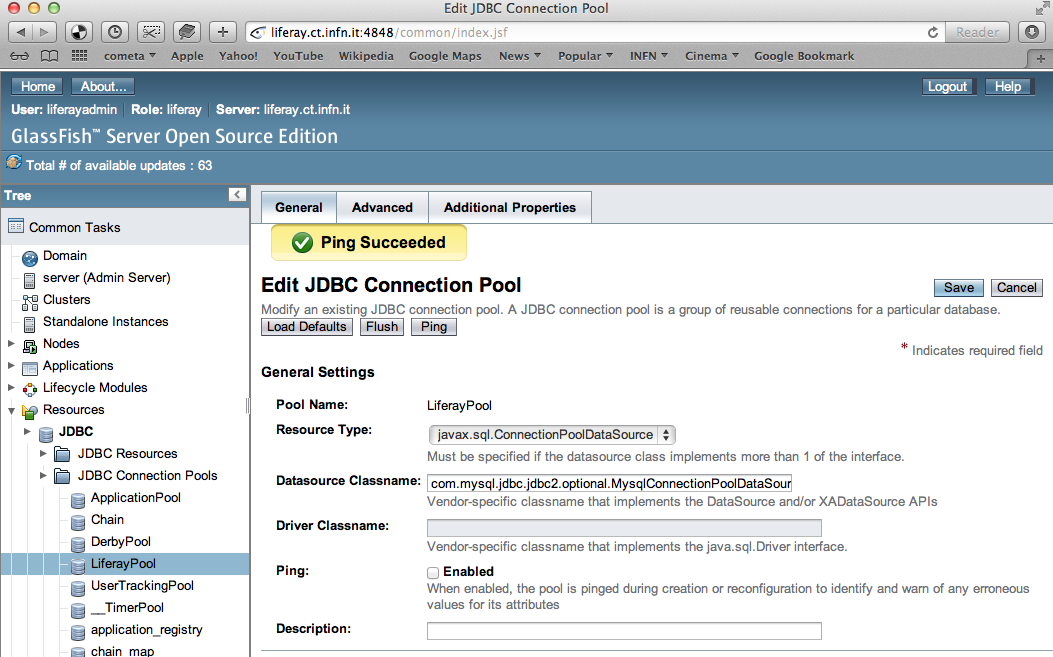 Edit JDBC Connection Pool
liferay.ct.infn.it:4848/common/index.jsf
Reader
cometa Apple Yahoo! YouTube Wikipedia Google Maps News Popular INFN Cinema Google Bookmark
Home About... Logout Help
User: liferayadmin Role: liferay Server: liferay.ct.infn.it
GlassFish™ Server Open Source Edition
Total # of available updates : 63
Tree
Common Tasks
Domain
server (Admin Server)
Clusters
Standalone Instances
Nodes
Applications
Lifecycle Modules
Resources
JDBC
JDBC Resources
JDBC Connection Pools
ApplicationPool
Chain
DerbyPool
LiferayPool
UserTrackingPool
__TimerPool
application_registry
chain_map
General Advanced Additional Properties
Ping Succeeded
Edit JDBC Connection Pool
Save Cancel
Modify an existing JDBC connection pool. A JDBC connection pool is a group of reusable connections for a particular database.
Load Defaults Flush Ping
* Indicates required field
General Settings
Pool Name: LiferayPool
Resource Type: javax.sql.ConnectionPoolDataSource
Must be specified if the datasource class implements more than 1 of the interface.
Datasource Classname: com.mysql.jdbc.jdbc2.optional.MysqlConnectionPoolDataSour
Vendor-specific classname that implements the DataSource and/or XADataSource APIs
Driver Classname:
Vendor-specific classname that implements the java.sql.Driver interface.
Ping: Enabled
When enabled, the pool is pinged during creation or reconfiguration to identify and warn of any erroneous
values for its attributes
Description: